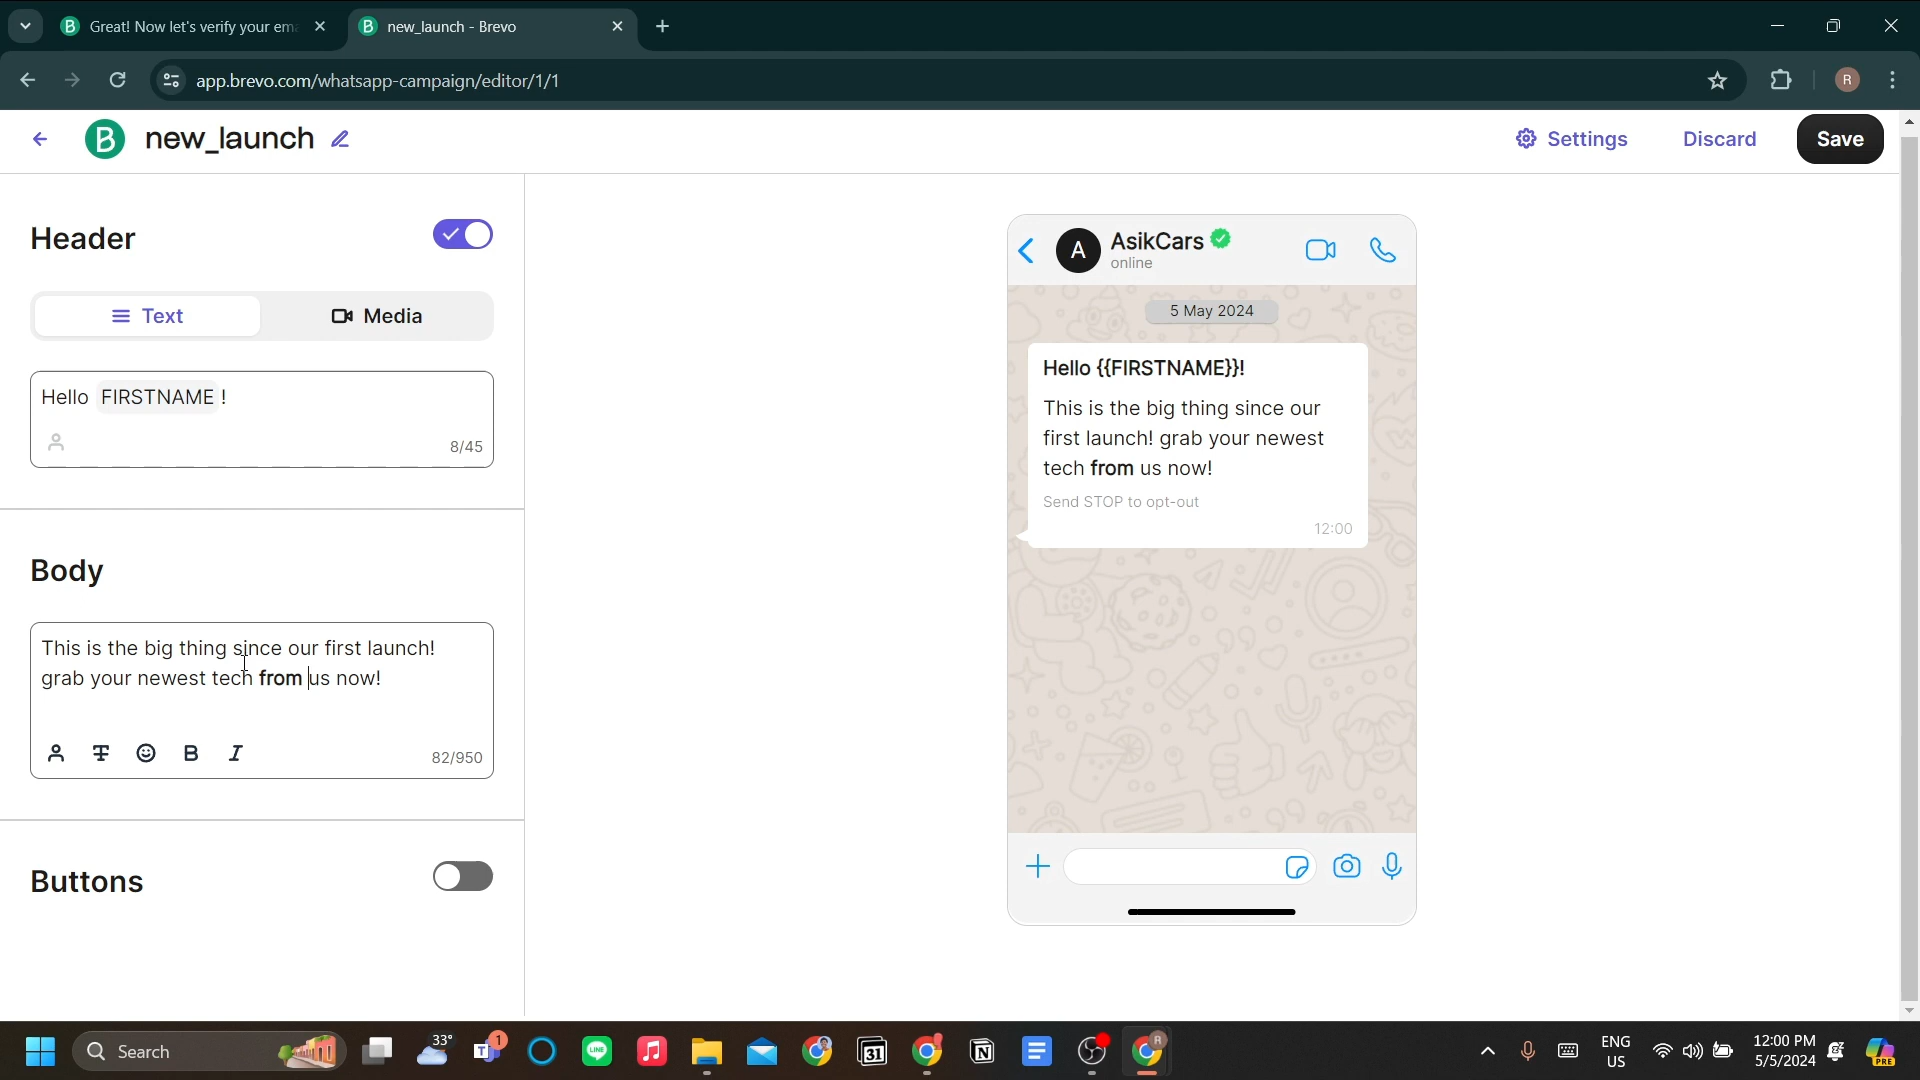 Great! Now let's verify your em
new_launch - Brevo
app.brevo.com/whatsapp-campaign/editor/1/1
R
B new_launch
Settings
Discard
Save
Header
Text
Media
Hello FIRSTNAME !
8/45
Body
This is the big thing since our first launch!
grab your newest tech from us now!
B I
82/950
Buttons
A
AsikCars
online
5 May 2024
Hello {{FIRSTNAME}}!
This is the big thing since our
first launch! grab your newest
tech from us now!
Send STOP to opt-out
12:00
Search
33°
1
31
ENG
US
12:00 PM
5/5/2024
PRE